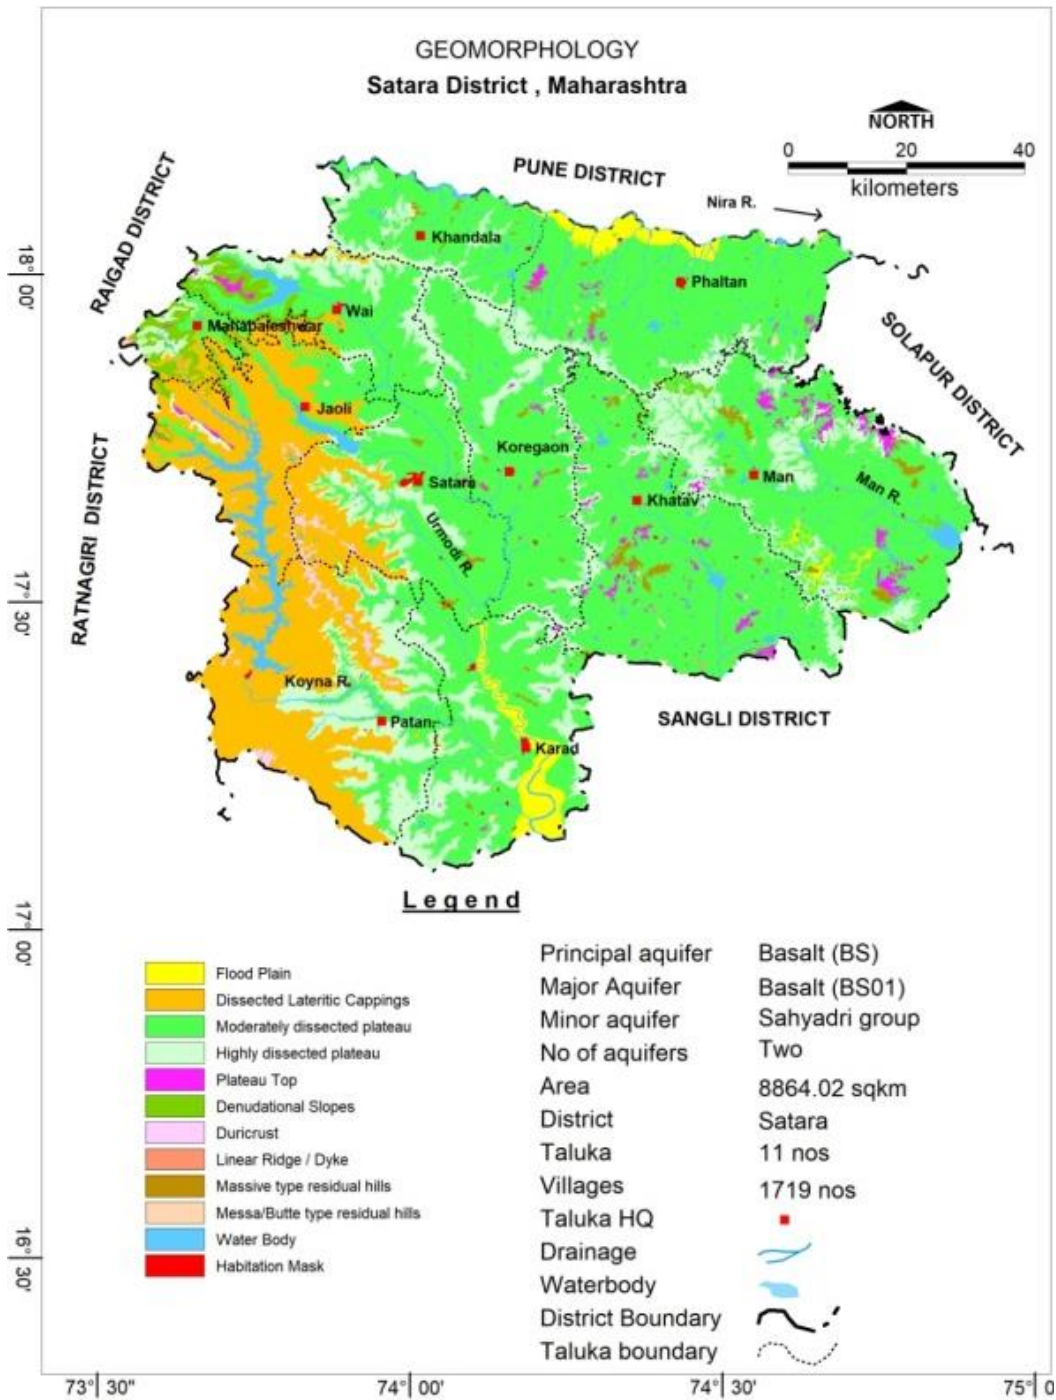 GEOMORPHOLOGY
Satara District , Maharashtra
NORTH
0 20 40
kilometers
PUNE DISTRICT
Nira R.
RAIGAD DISTRICT
Khandala
18° 00'
Phaltan
Wai
Mahabaleshwar
SOLAPUR DISTRICT
Jaoli
Koregaon
Satara
Man
Man R.
Khatav
Urmodi R.
RATNAGIRI DISTRICT
17° 30'
Koyna R.
Patan
SANGLI DISTRICT
Karad
Legend
17° 00'
Flood Plain
Dissected Lateritic Cappings
Moderately dissected plateau
Highly dissected plateau
Plateau Top
Denudational Slopes
Duricrust
Linear Ridge / Dyke
Massive type residual hills
Messa/Butte type residual hills
Water Body
Habitation Mask
Principal aquifer Basalt (BS)
Major Aquifer Basalt (BS01)
Minor aquifer Sahyadri group
No of aquifers Two
Area 8864.02 sqkm
District Satara
Taluka 11 nos
Villages 1719 nos
Taluka HQ
Drainage
Waterbody
District Boundary
Taluka boundary
16° 30'
73° 30" 74° 00' 74° 30" 75° 0